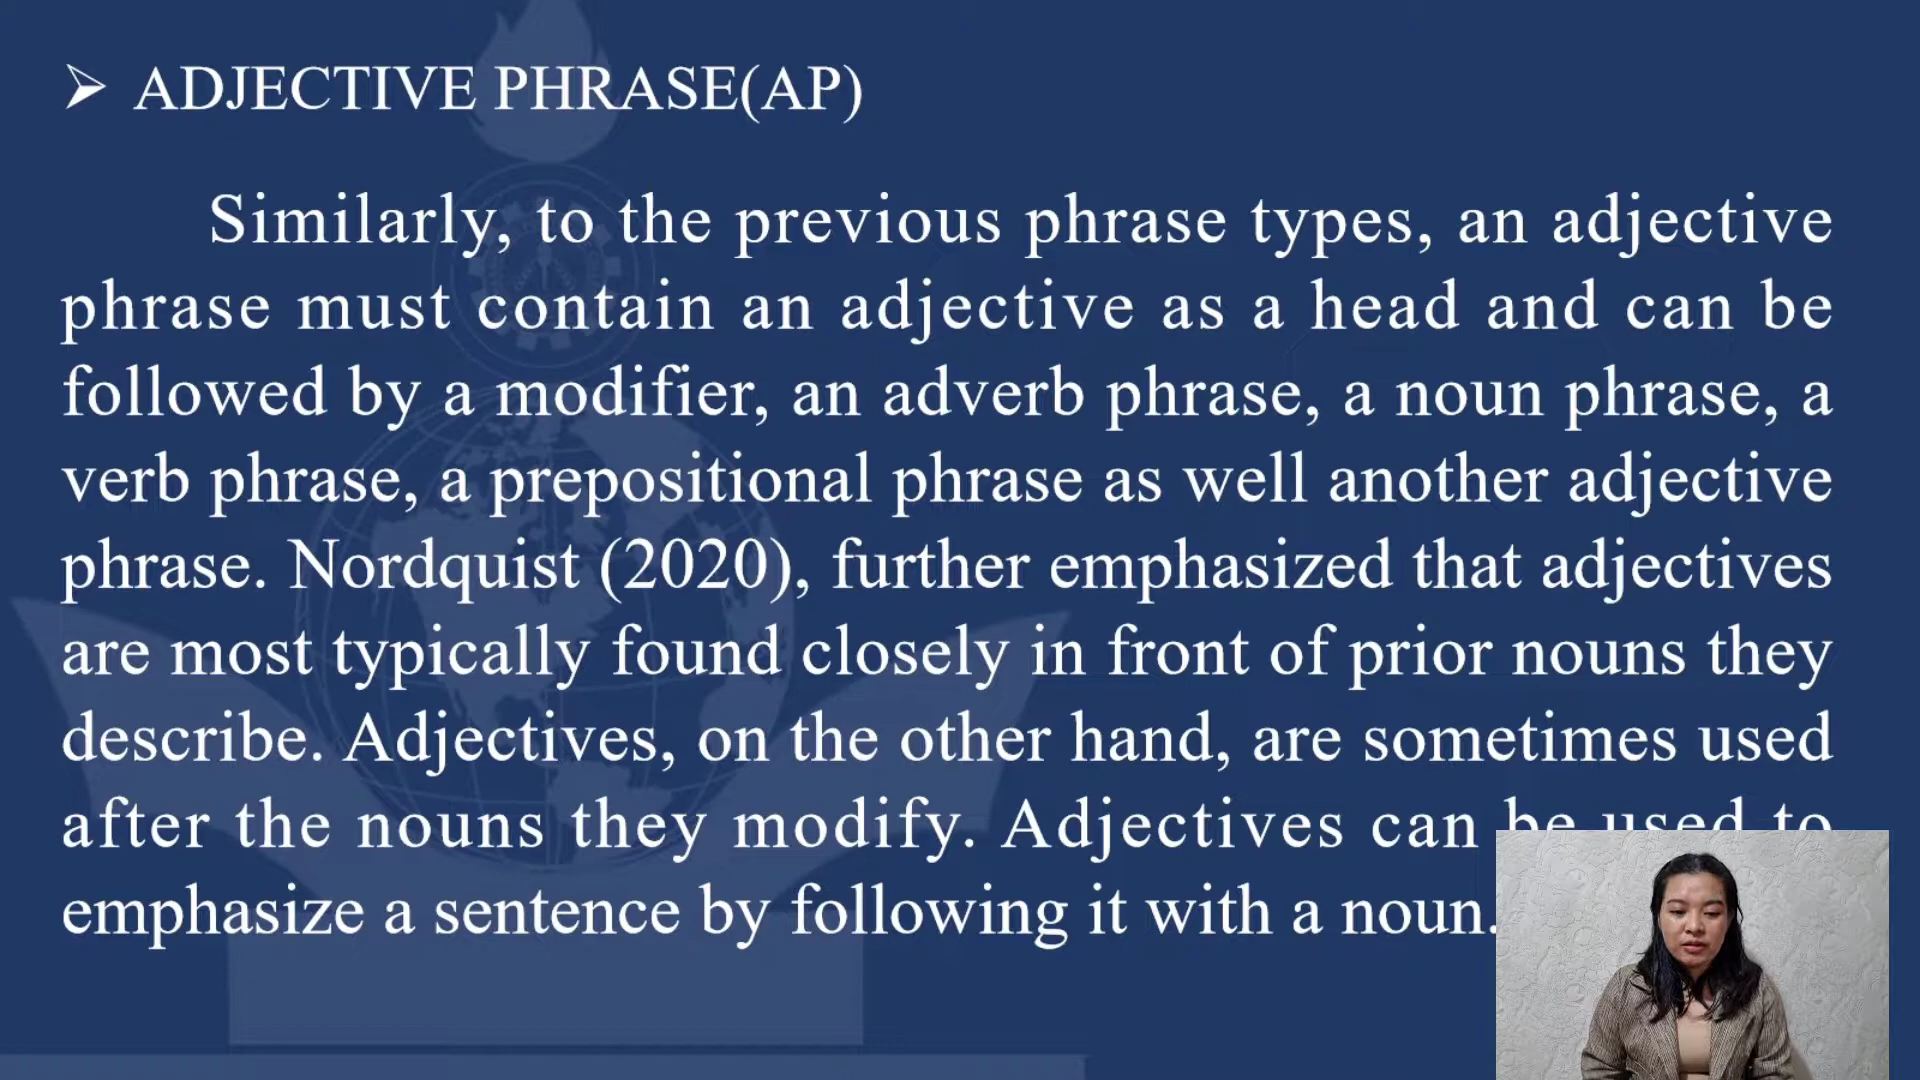 ➢ ADJECTIVE PHRASE(AP)
Similarly, to the previous phrase types, an adjective
phrase must contain an adjective as a head and can be
followed by a modifier, an adverb phrase, a noun phrase, a
verb phrase, a prepositional phrase as well another adjective
phrase. Nordquist (2020), further emphasized that adjectives
are most typically found closely in front of prior nouns they
describe. Adjectives, on the other hand, are sometimes used
after the nouns they modify. Adjectives can be used to
emphasize a sentence by following it with a noun.